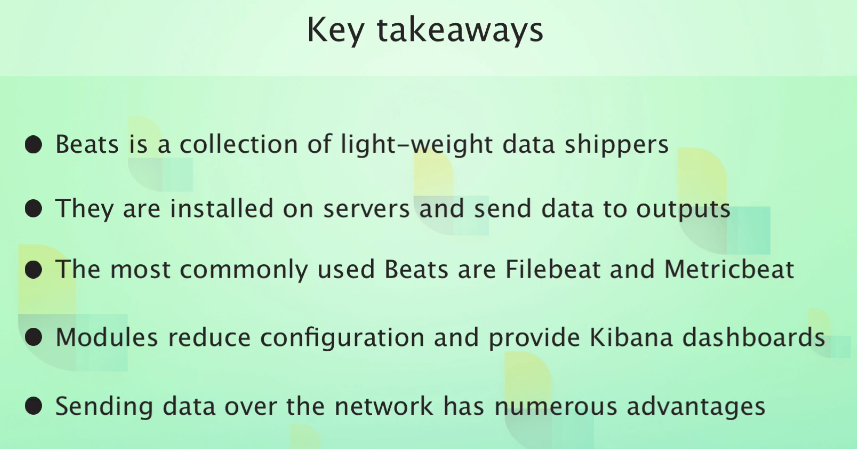 Key takeaways
● Beats is a collection of light-weight data shippers
● They are installed on servers and send data to outputs
● The most commonly used Beats are Filebeat and Metricbeat
● Modules reduce configuration and provide Kibana dashboards
● Sending data over the network has numerous advantages